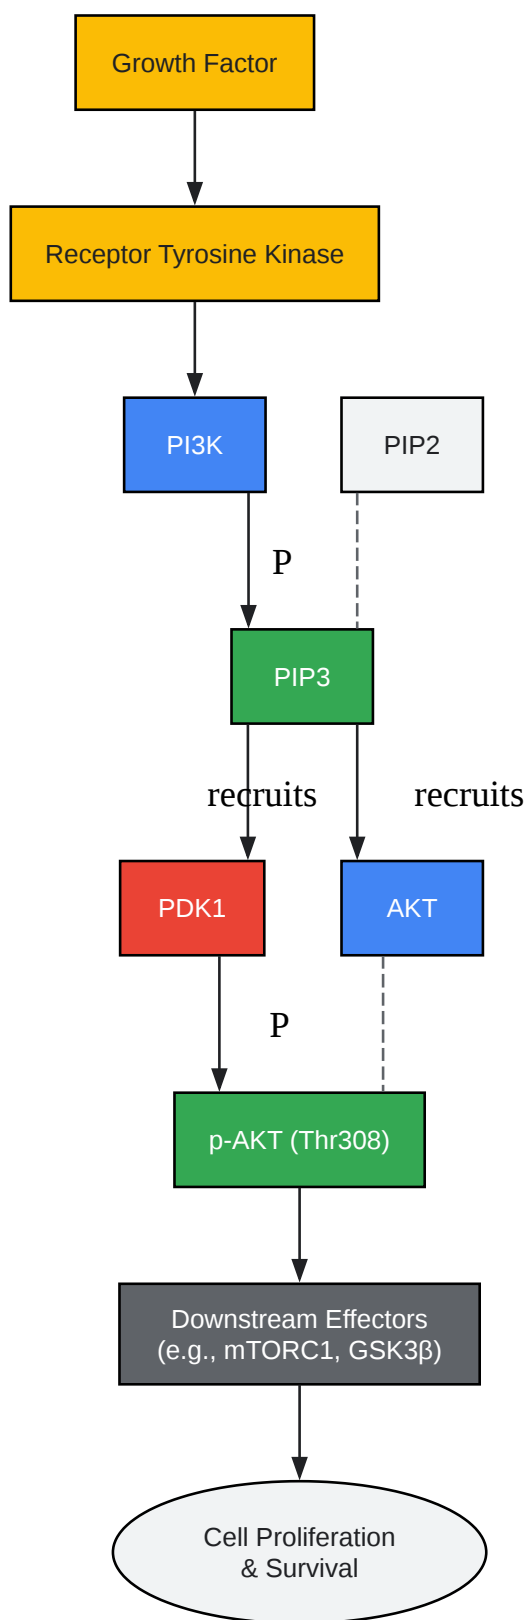 Growth Factor
Receptor Tyrosine Kinase
PI3K
PIP2
P
PIP3
recruits
recruits
PDK1
AKT
P
p-AKT (Thr308)
Downstream Effectors
(e.g., mTORC1, GSK3β)
Cell Proliferation
& Survival